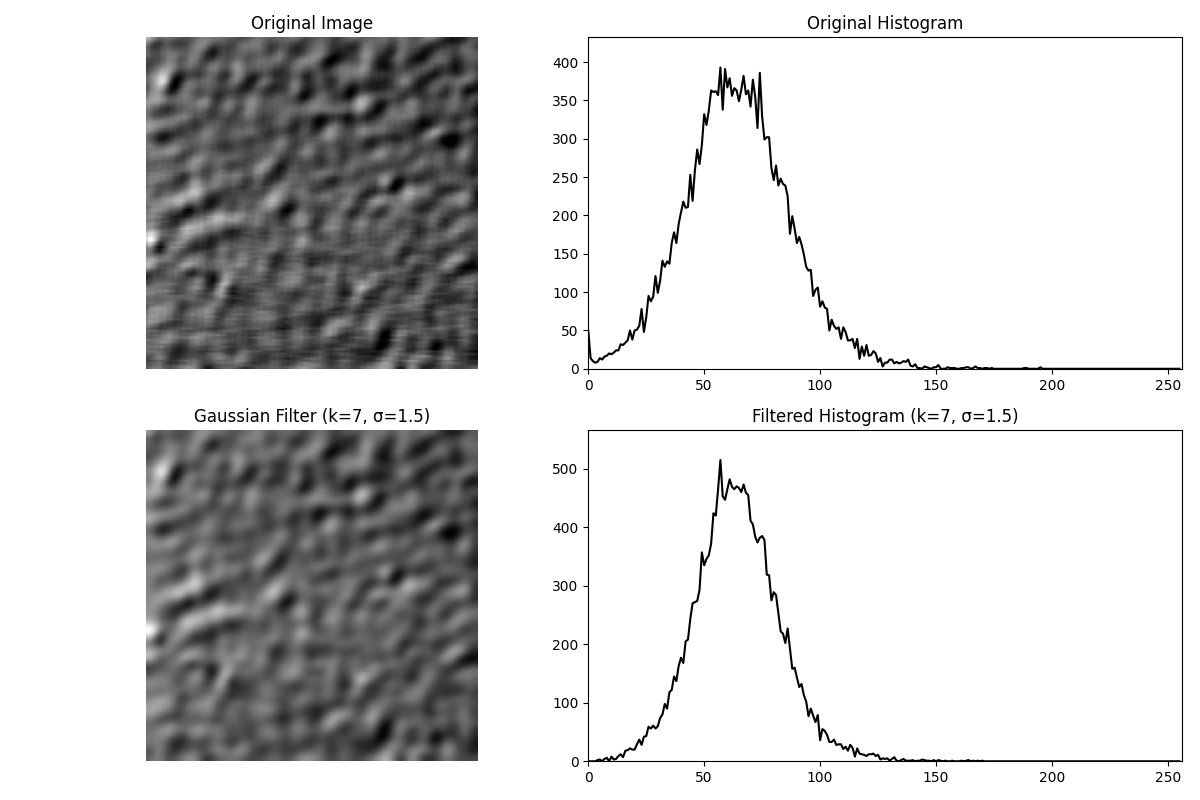 Original Image
Original Histogram
400
350
300
250
200
150
100
50
0
0 50 100 150 200 250
Gaussian Filter (k=7, σ=1.5)
Filtered Histogram (k=7, σ=1.5)
500
400
300
200
100
0
0 50 100 150 200 250